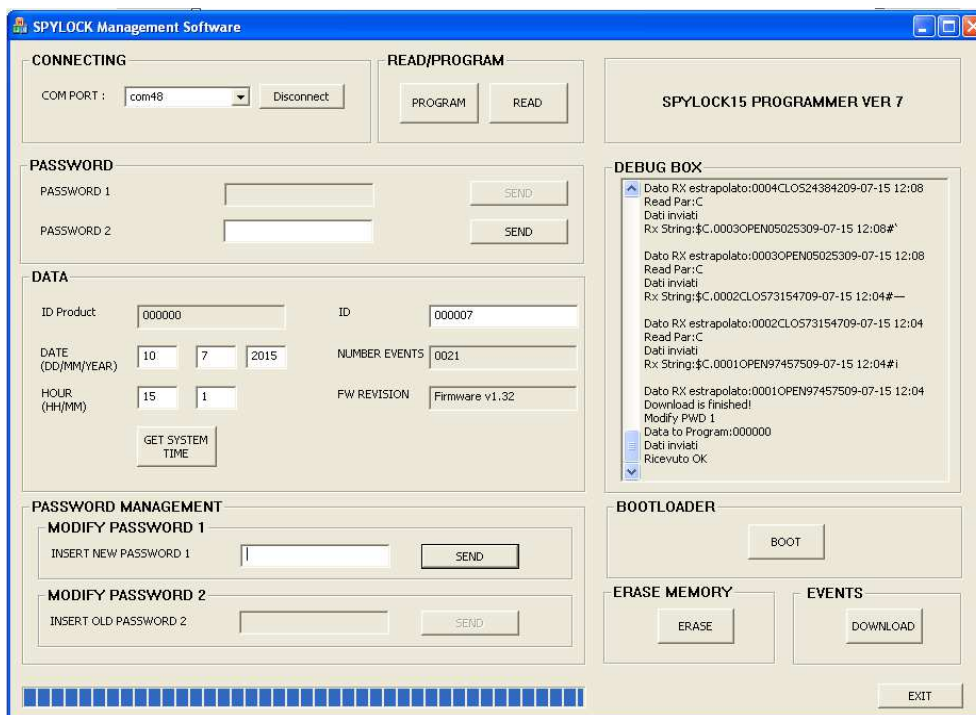 SPYLOCK Management Software
CONNECTING
COM PORT :
com48
Disconnect
READ/PROGRAM
PROGRAM
READ
SPYLOCK15 PROGRAMMER VER 7
PASSWORD
PASSWORD 1
SEND
PASSWORD 2
SEND
DATA
ID Product
000000
ID
000007
DATE
(DD/MM/YEAR)
10
7
2015
NUMBER EVENTS
0021
HOUR
(HH/MM)
15
1
FW REVISION
Firmware v1.32
GET SYSTEM
TIME
PASSWORD MANAGEMENT
MODIFY PASSWORD 1
INSERT NEW PASSWORD 1
SEND
MODIFY PASSWORD 2
INSERT OLD PASSWORD 2
SEND
DEBUG BOX
Dato RX estrapolato:0004CLOS24384209-07-15 12:08
Read Par:C
Dati inviati
Rx String:$C.0003OPEN05025309-07-15 12:08#`
Dato RX estrapolato:0003OPEN05025309-07-15 12:08
Read Par:C
Dati inviati
Rx String:$C.0002CLOS73154709-07-15 12:04#—
Dato RX estrapolato:0002CLOS73154709-07-15 12:04
Read Par:C
Dati inviati
Rx String:$C.0001OPEN97457509-07-15 12:04#i
Dato RX estrapolato:0001OPEN97457509-07-15 12:04
Download is finished!
Modify PWD 1
Data to Program:000000
Dati inviati
Ricevuto OK
BOOTLOADER
BOOT
ERASE MEMORY
ERASE
EVENTS
DOWNLOAD
EXIT